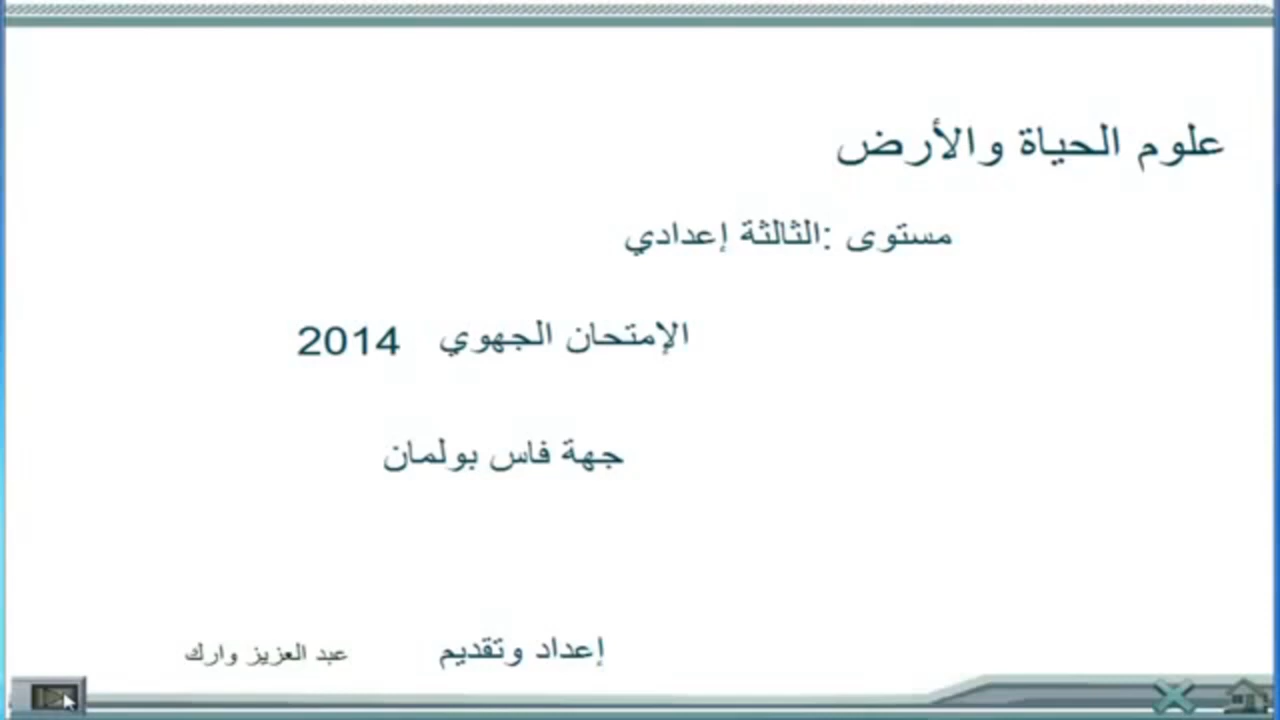 علوم الحياة والأرض
مستوى :الثالثة إعدادي
الإمتحان الجهوي 2014
جهة فاس بولمان
إعداد وتقديم عبد العزيز وارك